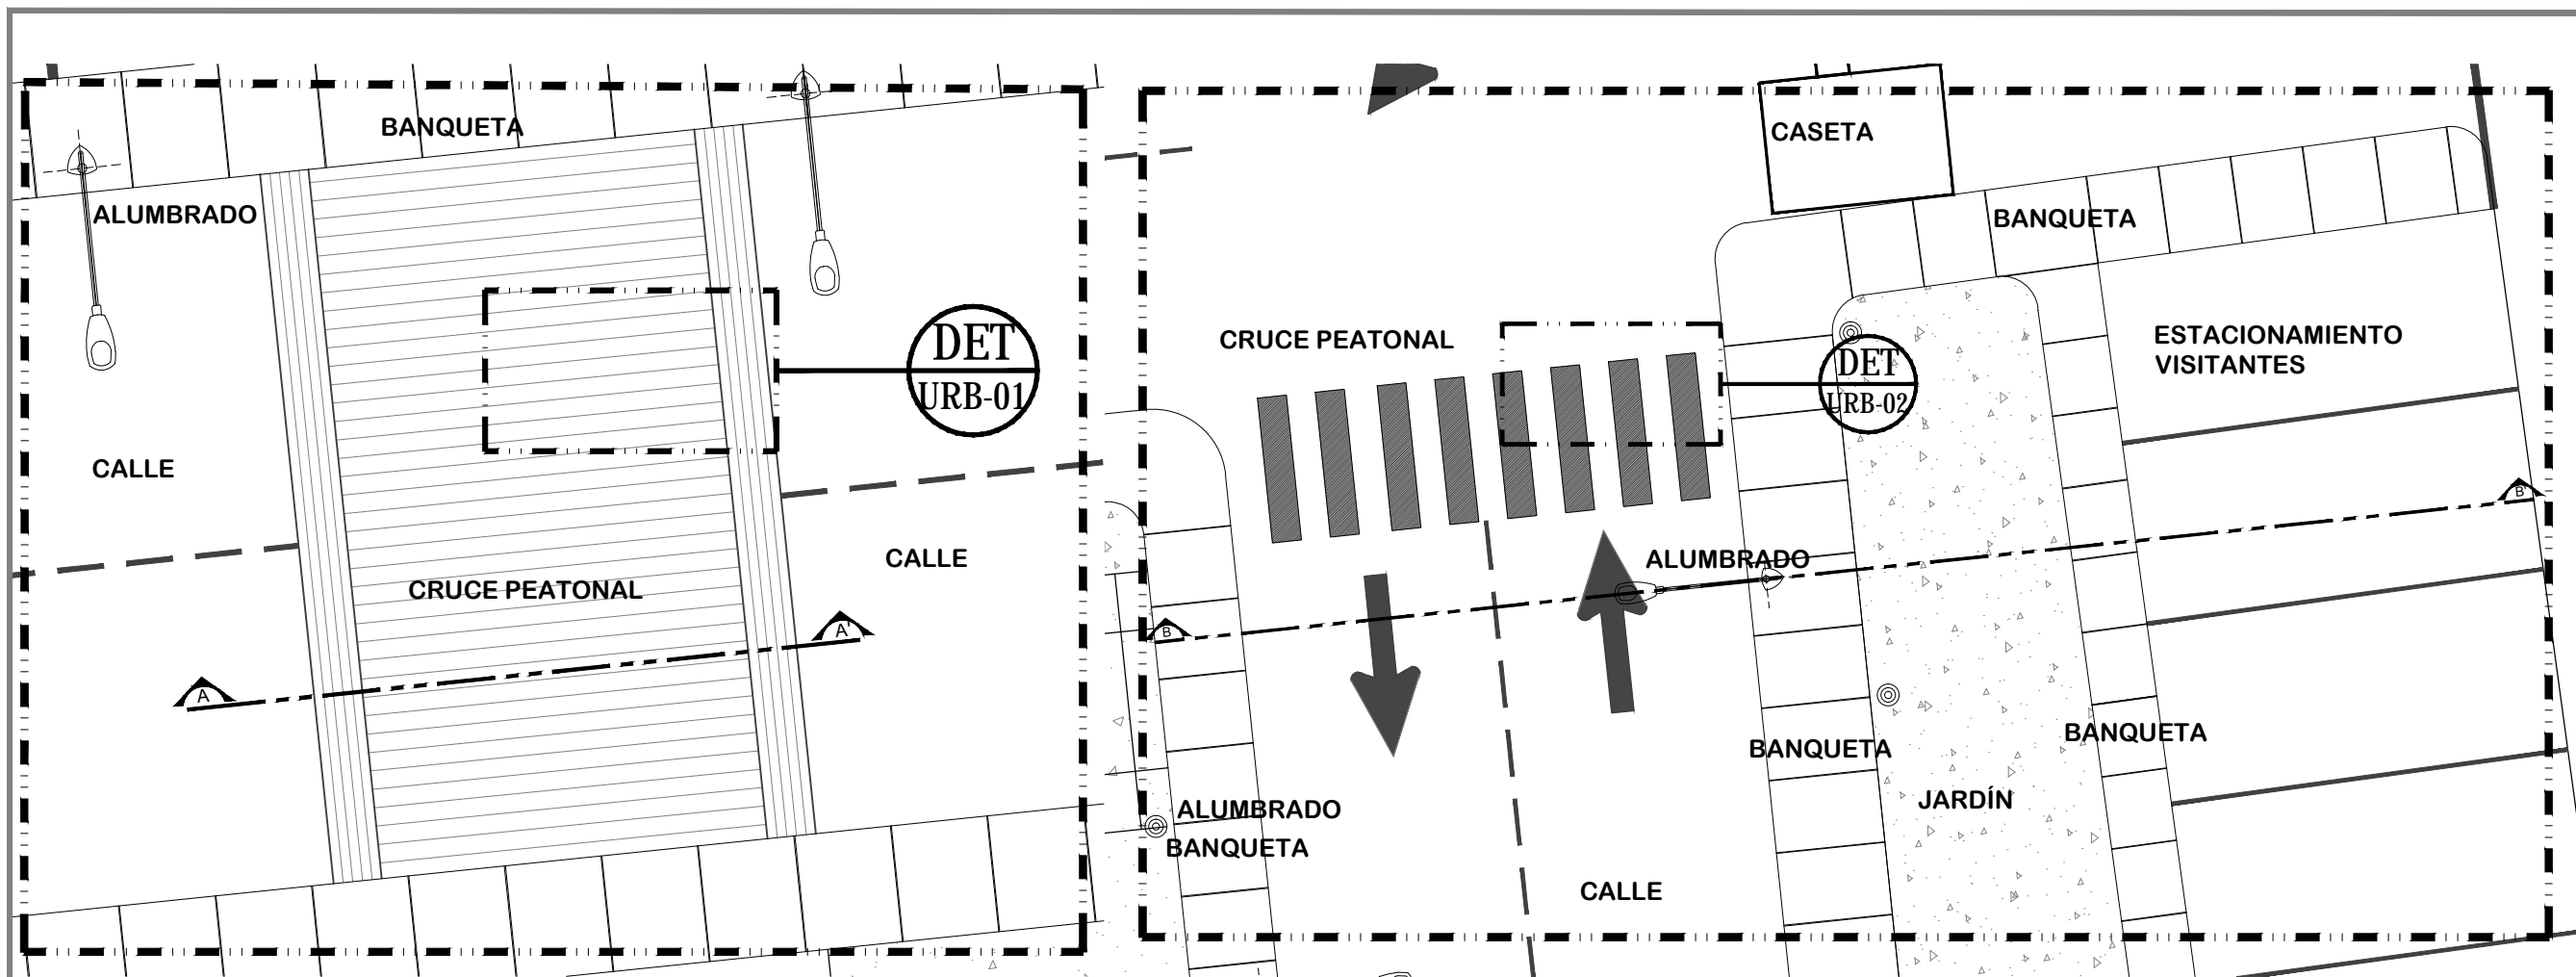 BANQUETA
ALUMBRADO
DET
URB-01
CALLE
CALLE
CRUCE PEATONAL
A'
A
CASETA
BANQUETA
CRUCE PEATONAL
ESTACIONAMIENTO
VISITANTES
DET
URB-02
B'
ALUMBRADO
B
BANQUETA
BANQUETA
JARDÍN
ALUMBRADO
BANQUETA
CALLE